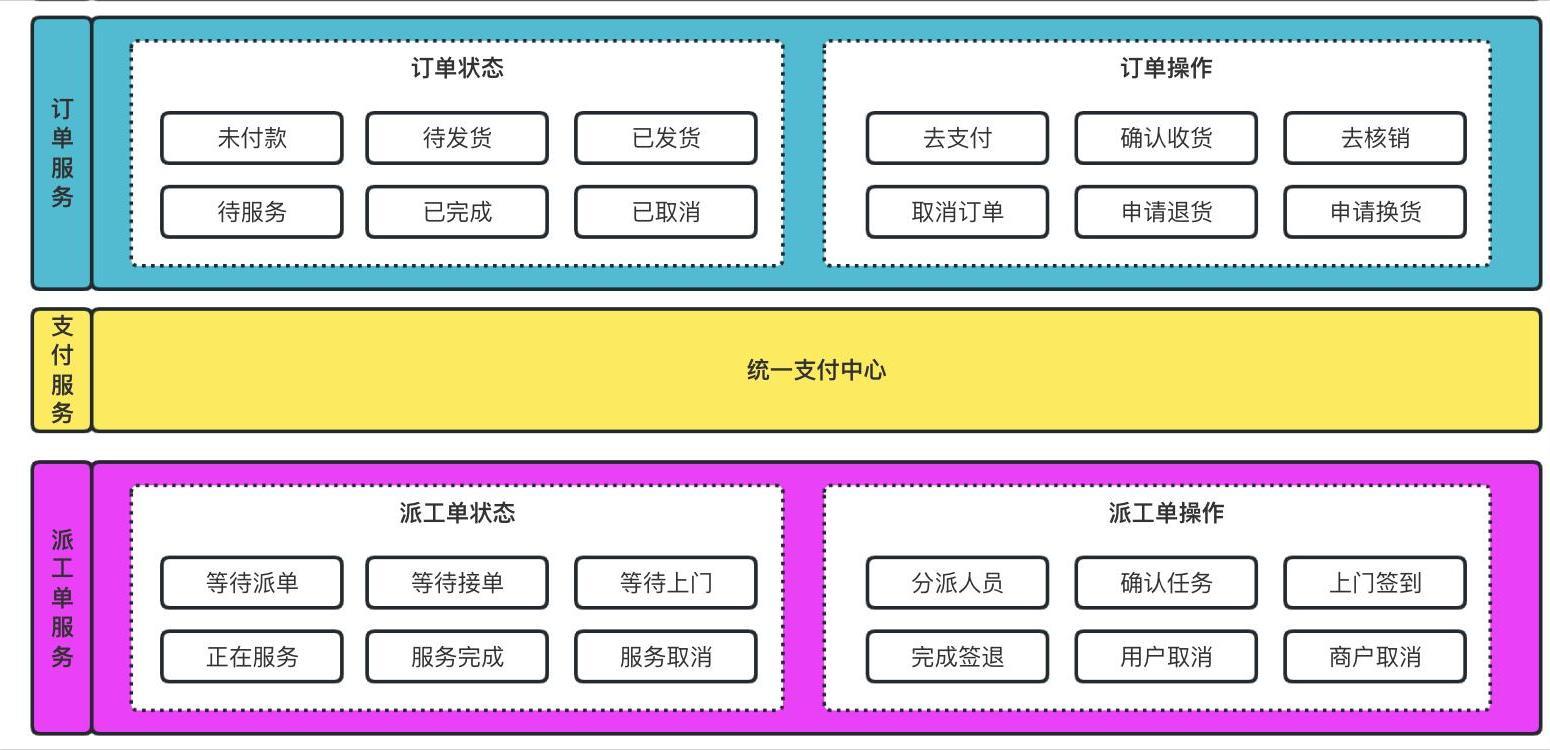 订单服务
订单状态
未付款
待发货
已发货
待服务
已完成
已取消
订单操作
去支付
确认收货
去核销
取消订单
申请退货
申请换货
支付服务
统一支付中心
派工单服务
派工单状态
等待派单
等待接单
等待上门
正在服务
服务完成
服务取消
派工单操作
分派人员
确认任务
上门签到
完成签退
用户取消
商户取消